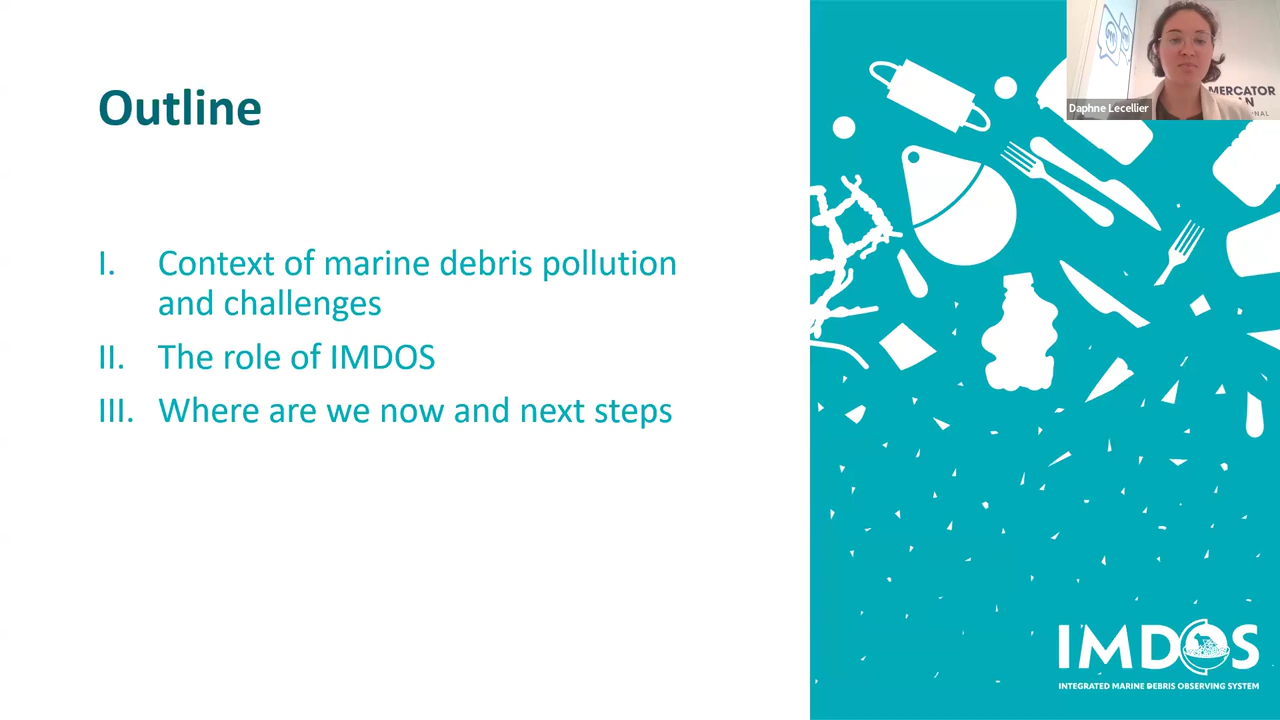 Outline
I. Context of marine debris pollution
and challenges
II. The role of IMDOS
III. Where are we now and next steps
Daphne Lecellier
MERCATOR
IMDOS
INTEGRATED MARINE DEBRIS OBSERVING SYSTEM